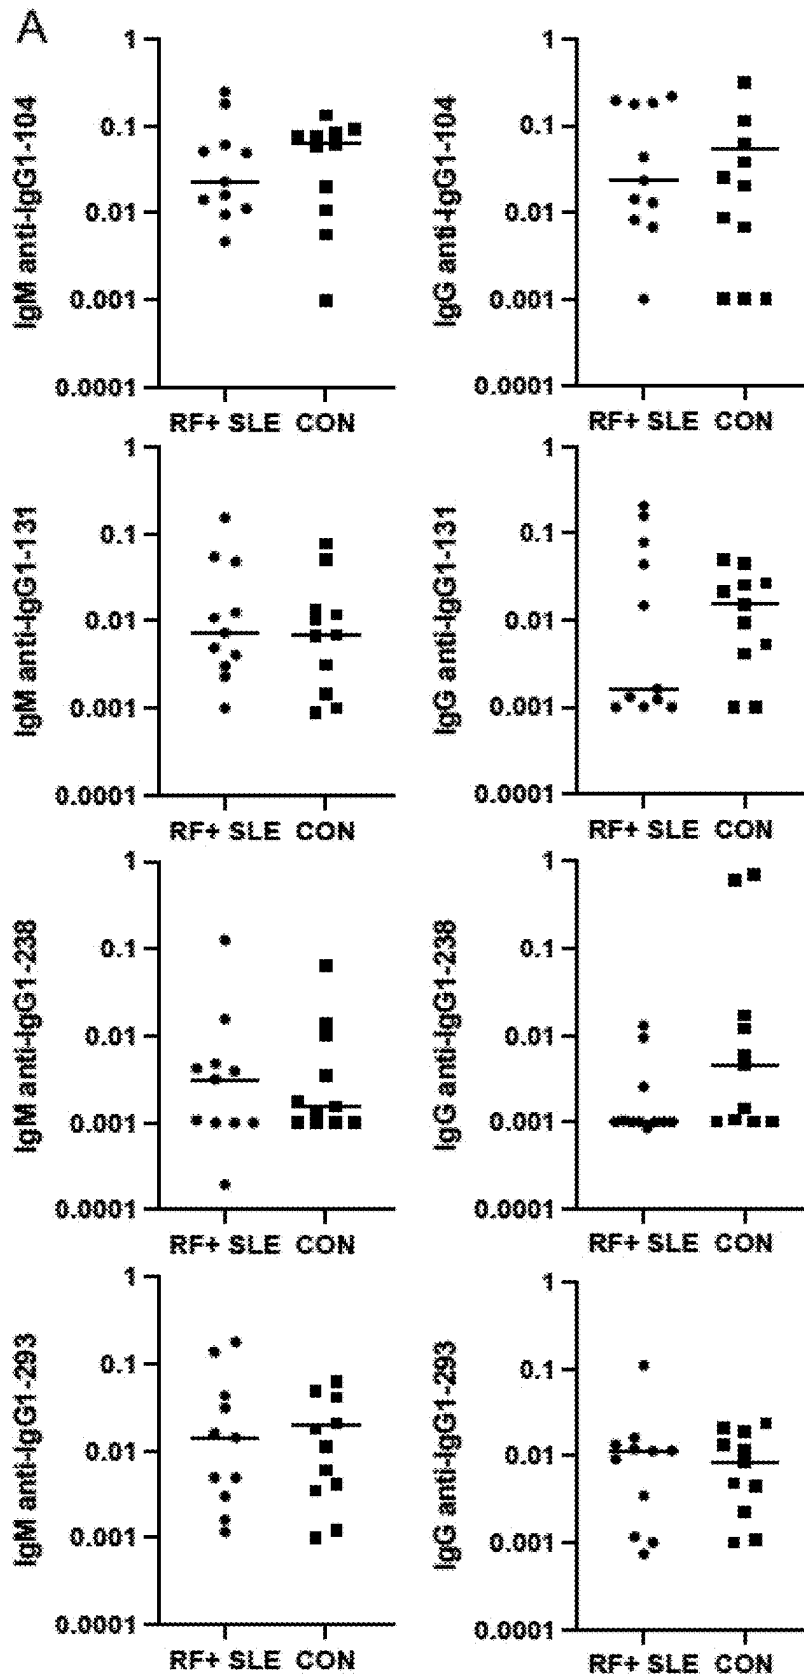 A
IgM anti-IgG1-104
1
0.1
0.01
0.001
0.0001
RF+ SLE CON
IgG anti-IgG1-104
1
0.1
0.01
0.001
0.0001
RF+ SLE CON
IgM anti-IgG1-131
1
0.1
0.01
0.001
0.0001
RF+ SLE CON
IgG anti-IgG1-131
1
0.1
0.01
0.001
0.0001
RF+ SLE CON
IgM anti-IgG1-238
1
0.1
0.01
0.001
0.0001
RF+ SLE CON
IgG anti-IgG1-238
1
0.1
0.01
0.001
0.0001
RF+ SLE CON
IgM anti-IgG1-293
1
0.1
0.01
0.001
0.0001
RF+ SLE CON
IgG anti-IgG1-293
1
0.1
0.01
0.001
0.0001
RF+ SLE CON